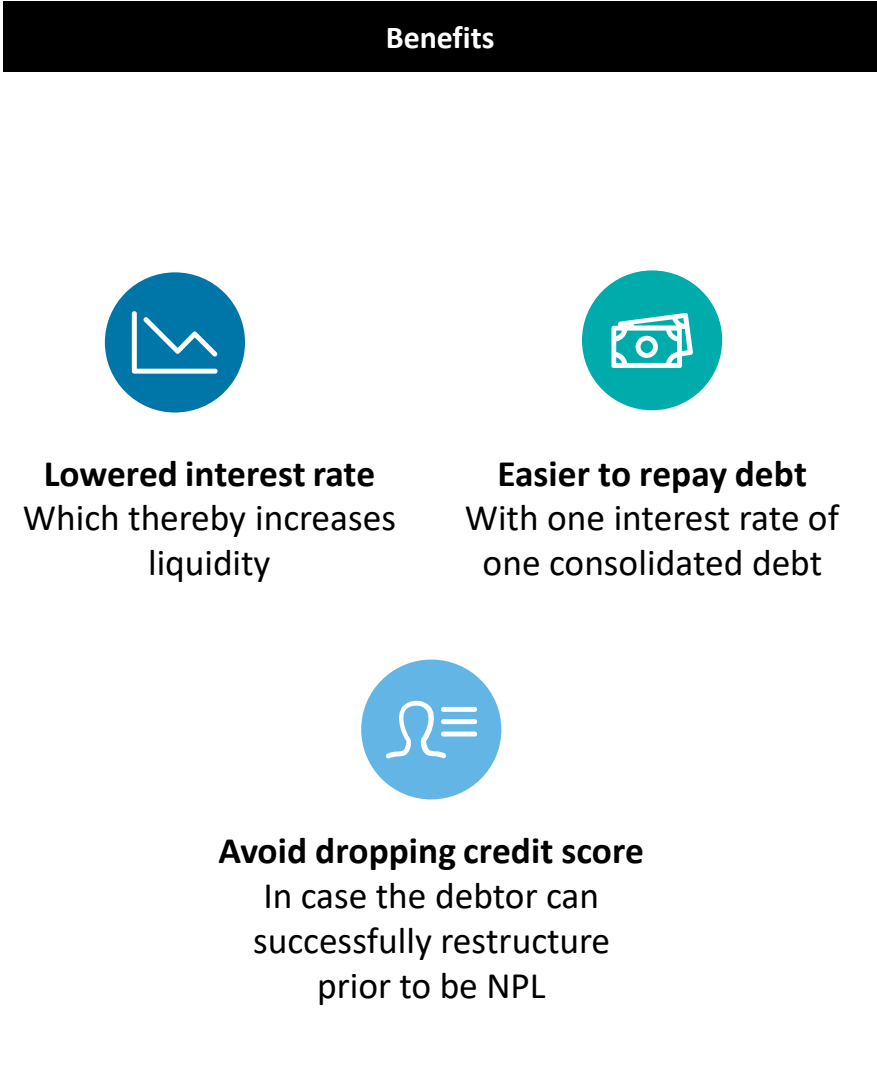 Benefits
Lowered interest rate
Which thereby increases
liquidity
Easier to repay debt
With one interest rate of
one consolidated debt
Avoid dropping credit score
In case the debtor can
successfully restructure
prior to be NPL